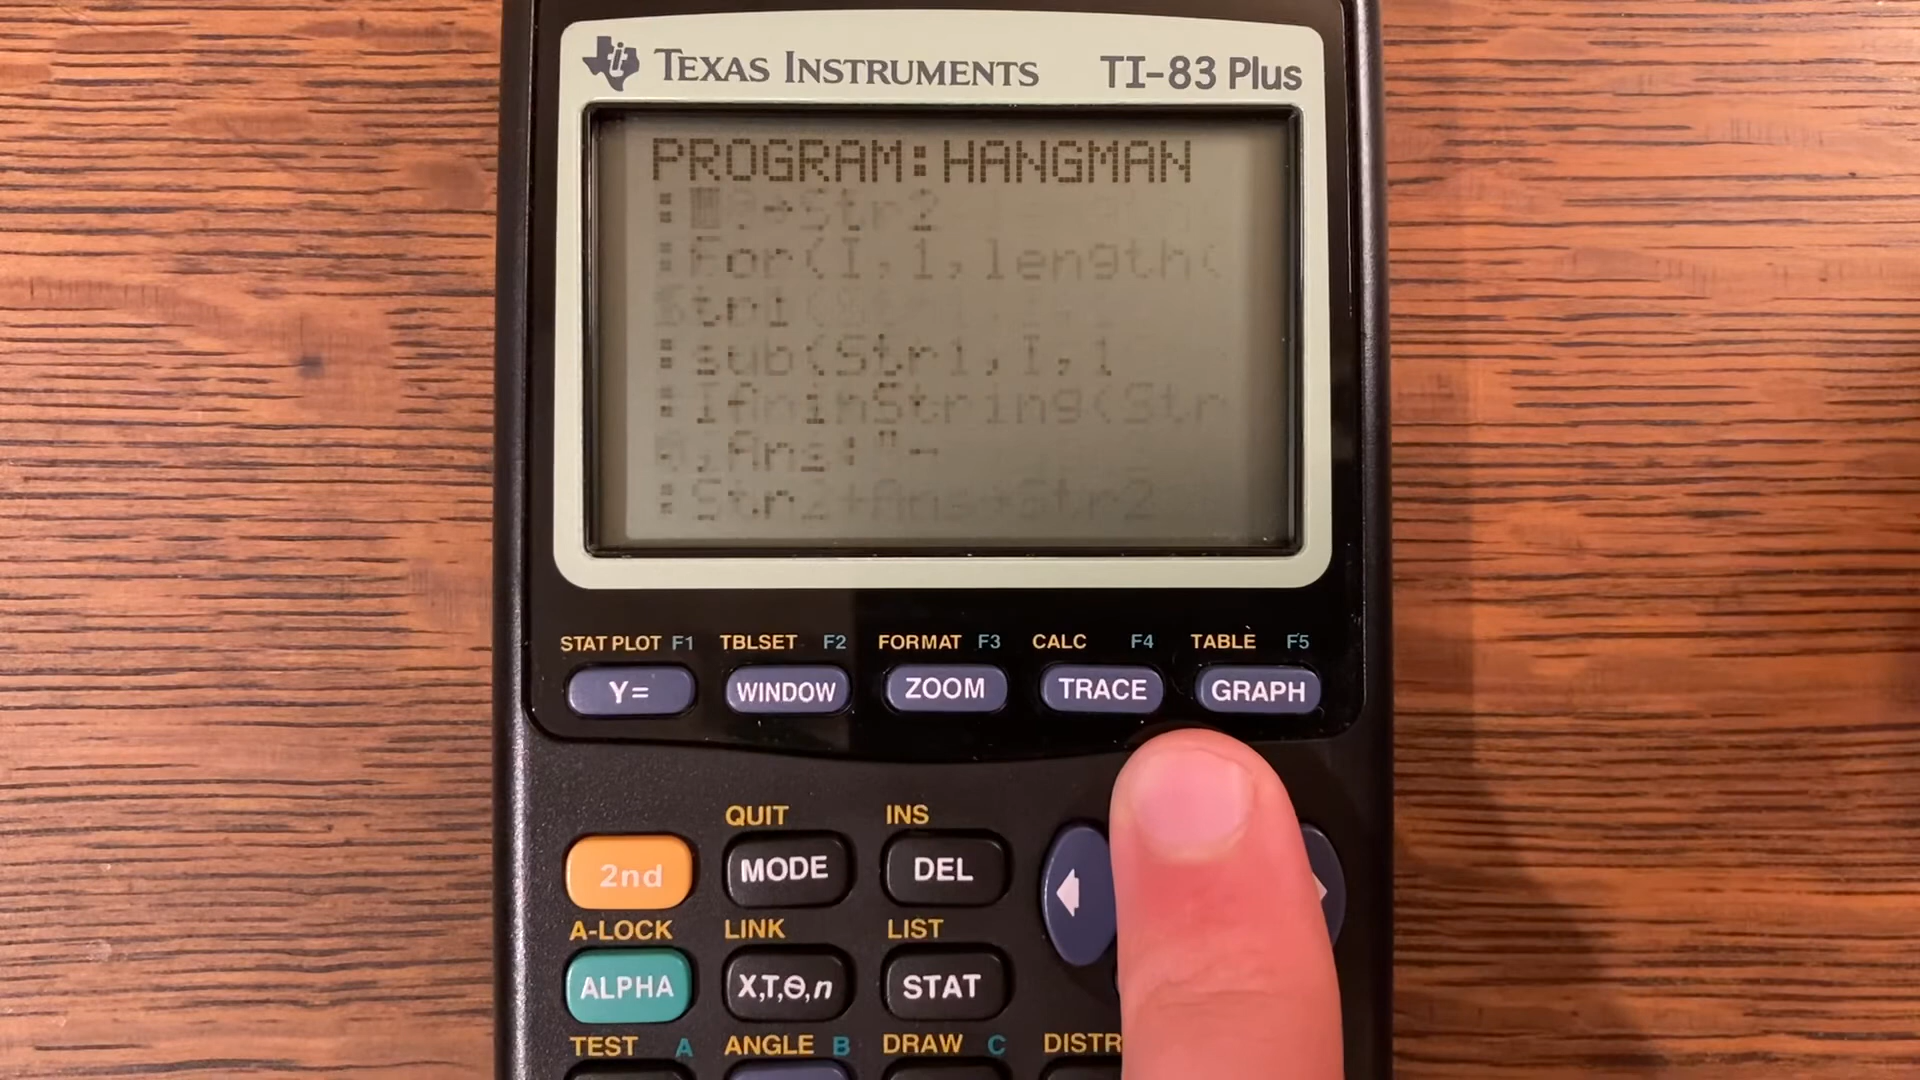 TEXAS INSTRUMENTS TI-83 Plus
PROGRAM:HANGMAN
→Str2
:For(I,1,length(
Str1
:sub(Str1,I,1
String(Str
,Ans:"-
:Str2+Ans→Str2
STAT PLOT F1 TBLSET F2 FORMAT F3 CALC F4 TABLE F5
Y= WINDOW ZOOM TRACE GRAPH
QUIT INS
2nd MODE DEL
A-LOCK LINK LIST
ALPHA X,T,Θ,n STAT
TEST A ANGLE B DRAW C DISTR